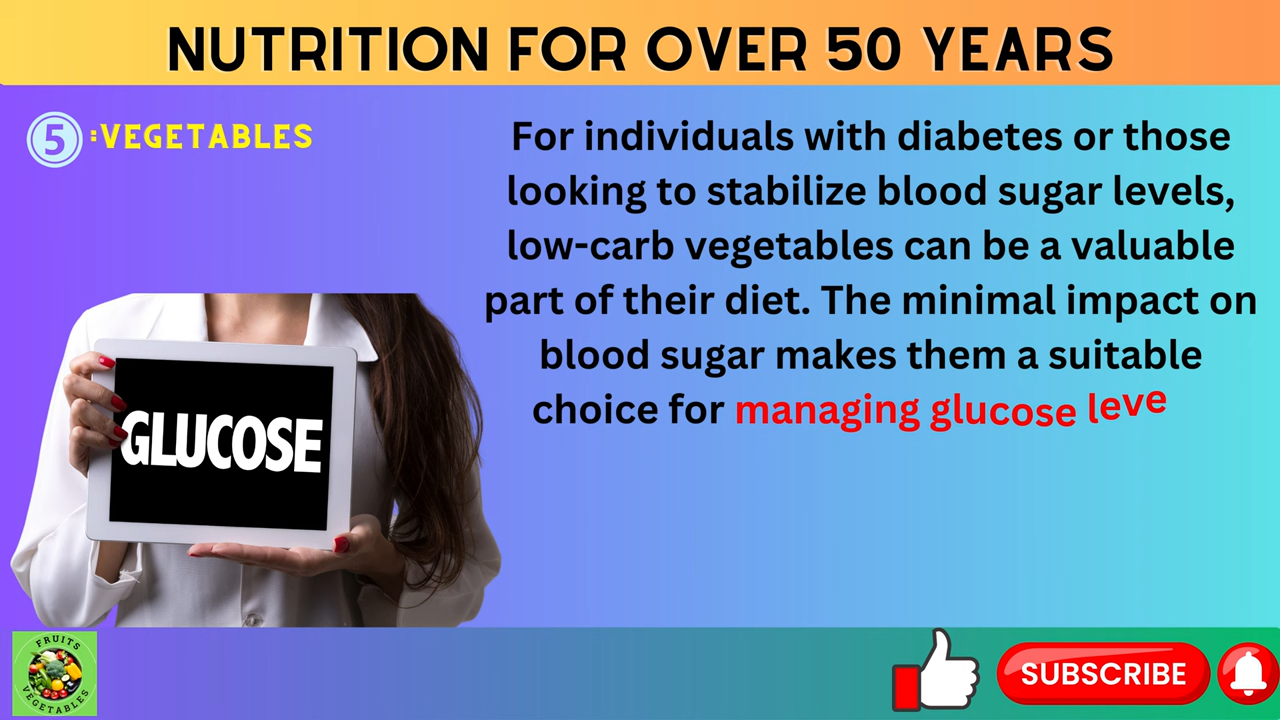 NUTRITION FOR OVER 50 YEARS
5 :VEGETABLES
For individuals with diabetes or those
looking to stabilize blood sugar levels,
low-carb vegetables can be a valuable
part of their diet. The minimal impact on
blood sugar makes them a suitable
choice for managing glucose leve
GLUCOSE
FRUITS
VEGETABLES
SUBSCRIBE